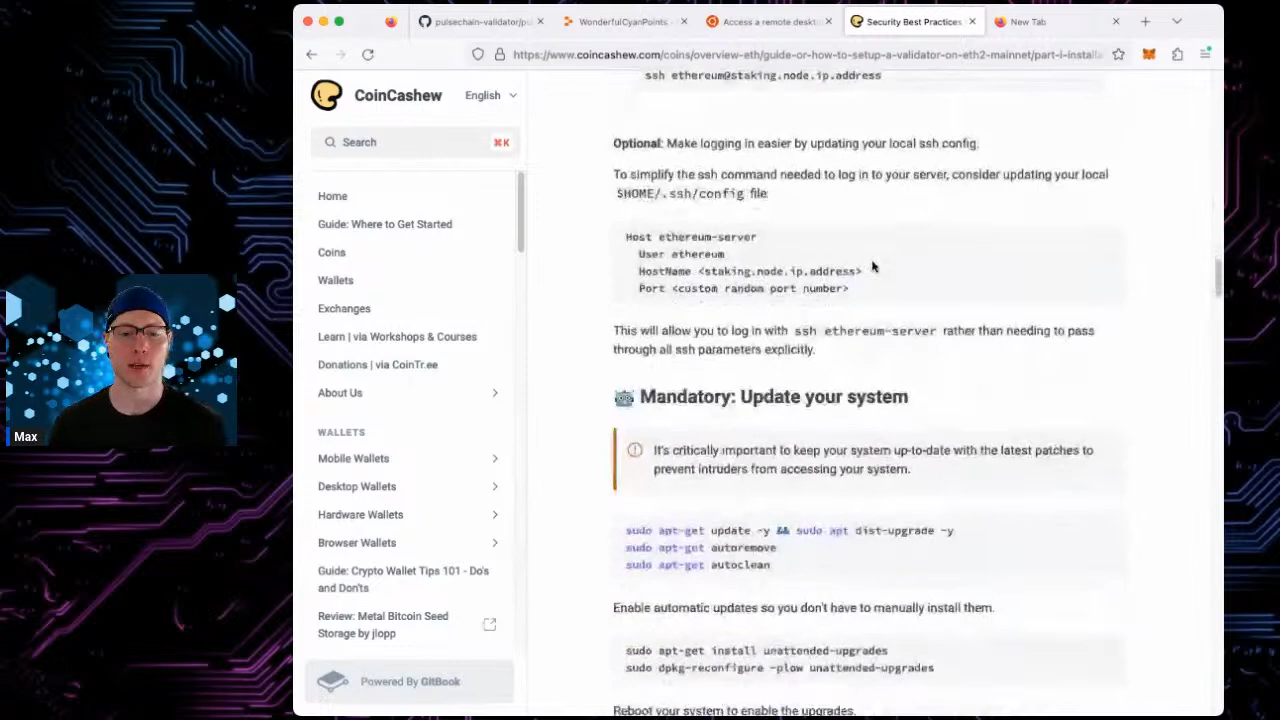 pulsechain-validator/pu
WonderfulCyanPoints
Access a remote deskt
Security Best Practices
New Tab
https://www.coincashew.com/coins/overview-eth/guide-or-how-to-setup-a-validator-on-eth2-mainnet/part-i-installa
CoinCashew
English
Search
⌘K
Home
Guide: Where to Get Started
Coins
Wallets
Exchanges
Learn | via Workshops & Courses
Donations | via CoinTr.ee
About Us
WALLETS
Mobile Wallets
Desktop Wallets
Hardware Wallets
Browser Wallets
Guide: Crypto Wallet Tips 101 - Do's
and Don'ts
Review: Metal Bitcoin Seed
Storage by jlopp
Powered By GitBook
ssh ethereum@staking.node.ip.address
Optional: Make logging in easier by updating your local ssh config.
To simplify the ssh command needed to log in to your server, consider updating your local
$HOME/.ssh/config file
Host ethereum-server
User ethereum
HostName <staking.node.ip.address>
Port <custom random port number>
This will allow you to log in with ssh ethereum-server rather than needing to pass
through all ssh parameters explicitly.
🤖 Mandatory: Update your system
It's critically important to keep your system up-to-date with the latest patches to
prevent intruders from accessing your system.
sudo apt-get update -y && sudo apt dist-upgrade -y
sudo apt-get autoremove
sudo apt-get autoclean
Enable automatic updates so you don't have to manually install them.
sudo apt-get install unattended-upgrades
sudo dpkg-reconfigure -plow unattended-upgrades
Reboot your system to enable the upgrades.
Max